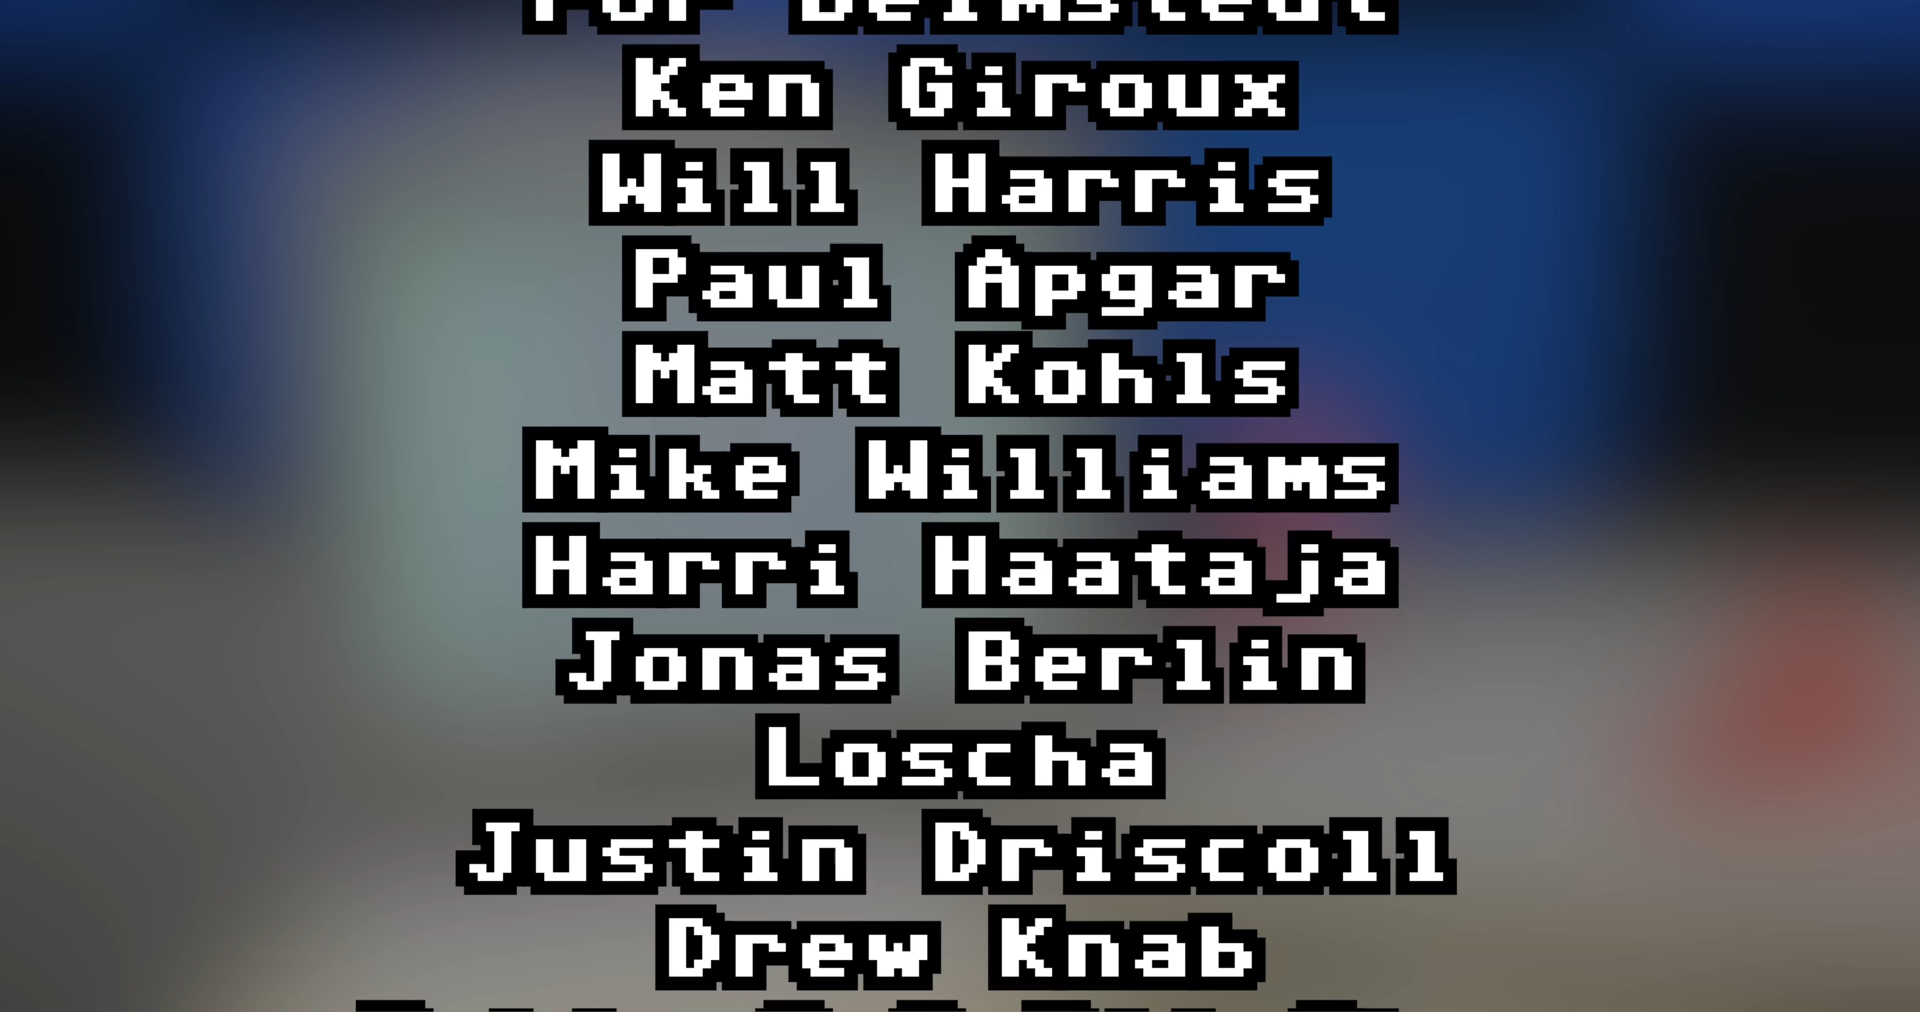 Ken Giroux
Will Harris
Paul Apgar
Matt Kohls
Mike Williams
Harri Haataja
Jonas Berlin
Loscha
Justin Driscoll
Drew Knab